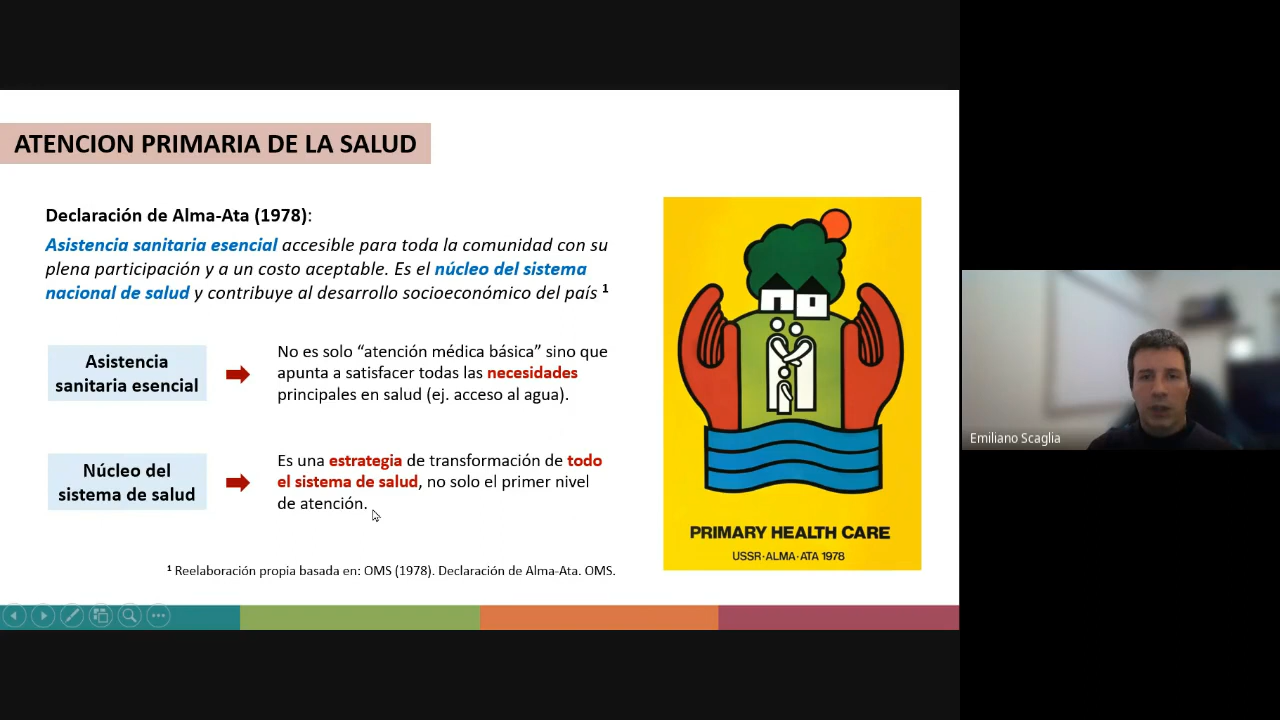 ATENCION PRIMARIA DE LA SALUD
Declaración de Alma-Ata (1978):
Asistencia sanitaria esencial accesible para toda la comunidad con su
plena participación y a un costo aceptable. Es el núcleo del sistema
nacional de salud y contribuye al desarrollo socioeconómico del país ¹
Asistencia
sanitaria esencial
No es solo “atención médica básica” sino que
apunta a satisfacer todas las necesidades
principales en salud (ej. acceso al agua).
Núcleo del
sistema de salud
Es una estrategia de transformación de todo
el sistema de salud, no solo el primer nivel
de atención.
¹ Reelaboración propia basada en: OMS (1978). Declaración de Alma-Ata. OMS.
PRIMARY HEALTH CARE
USSR·ALMA·ATA 1978
Emiliano Scaglia